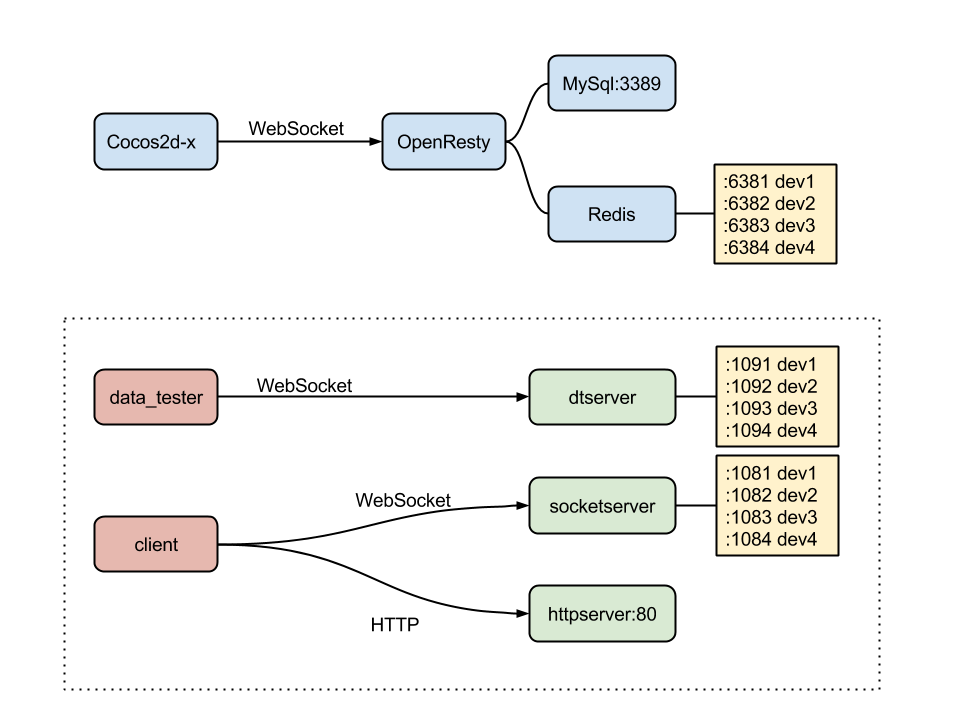 MySql:3389
WebSocket
Cocos2d-x
OpenResty
Redis
:6381 dev1
:6382 dev2
:6383 dev3
:6384 dev4
data_tester
WebSocket
dtserver
:1091 dev1
:1092 dev2
:1093 dev3
:1094 dev4
client
WebSocket
socketserver
:1081 dev1
:1082 dev2
:1083 dev3
:1084 dev4
HTTP
httpserver:80